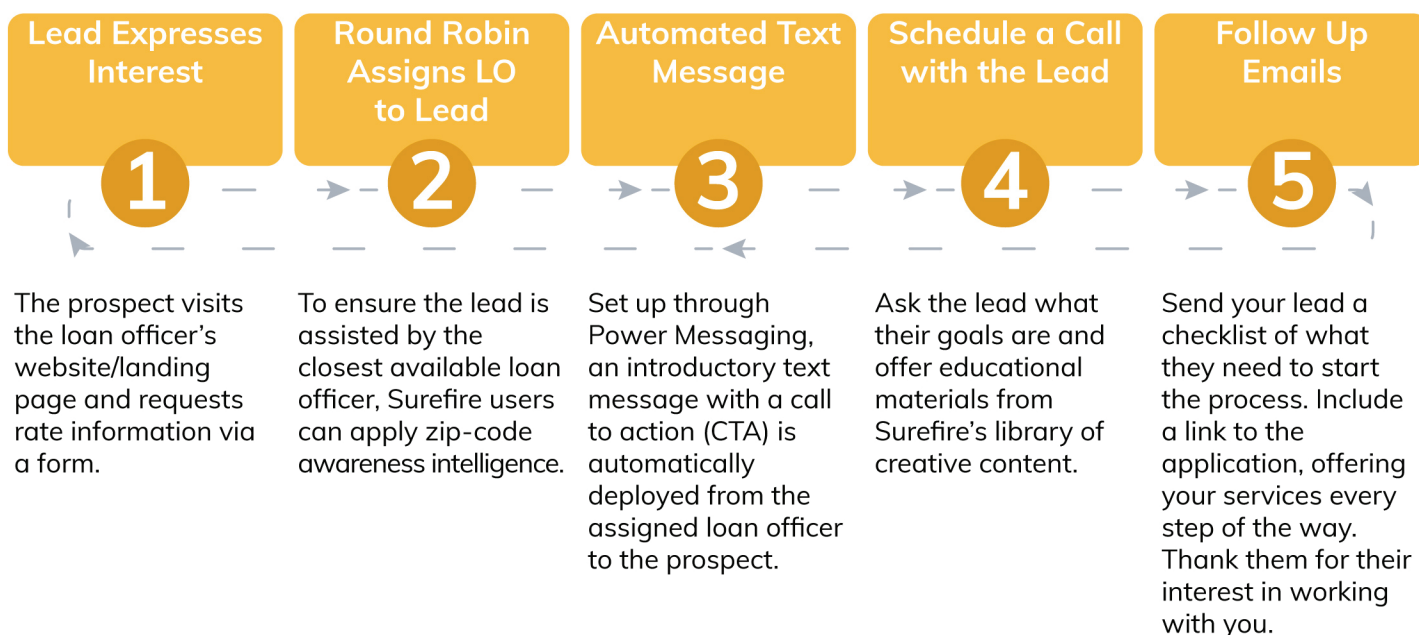 Lead Expresses
Interest
Round Robin
Assigns LO
to Lead
Automated Text
Message
Schedule a Call
with the Lead
Follow Up
Emails
1
2
3
4
5
The prospect visits
the loan officer’s
website/landing
page and requests
rate information via
a form.
To ensure the lead is
assisted by the
closest available loan
officer, Surefire users
can apply zip-code
awareness intelligence.
Set up through
Power Messaging,
an introductory text
message with a call
to action (CTA) is
automatically
deployed from the
assigned loan officer
to the prospect.
Ask the lead what
their goals are and
offer educational
materials from
Surefire’s library of
creative content.
Send your lead a
checklist of what
they need to start
the process. Include
a link to the
application, offering
your services every
step of the way.
Thank them for their
interest in working
with you.